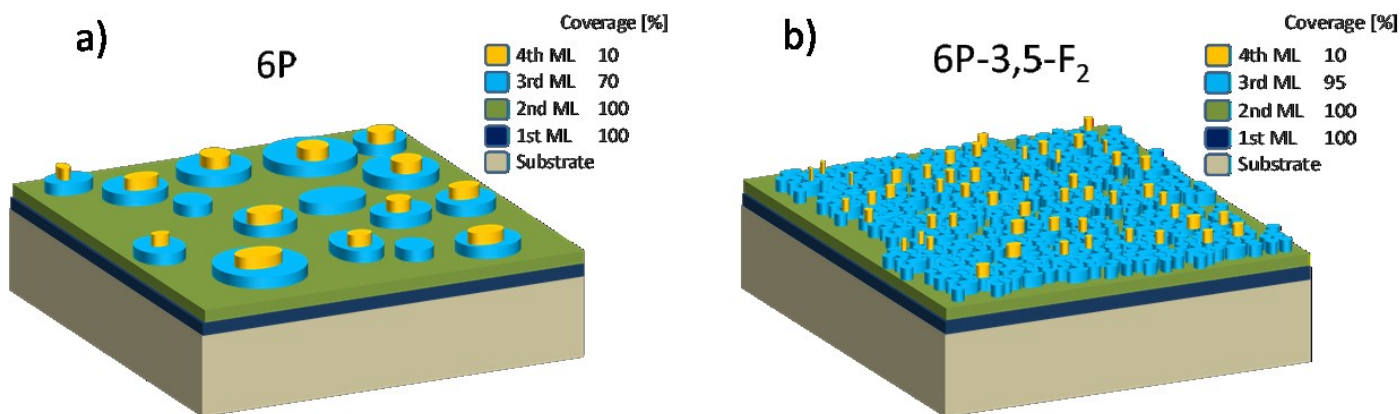 a)
6P
Coverage [%]
4th ML 10
3rd ML 70
2nd ML 100
1st ML 100
Substrate
b)
6P-3,5-F₂
Coverage [%]
4th ML 10
3rd ML 95
2nd ML 100
1st ML 100
Substrate